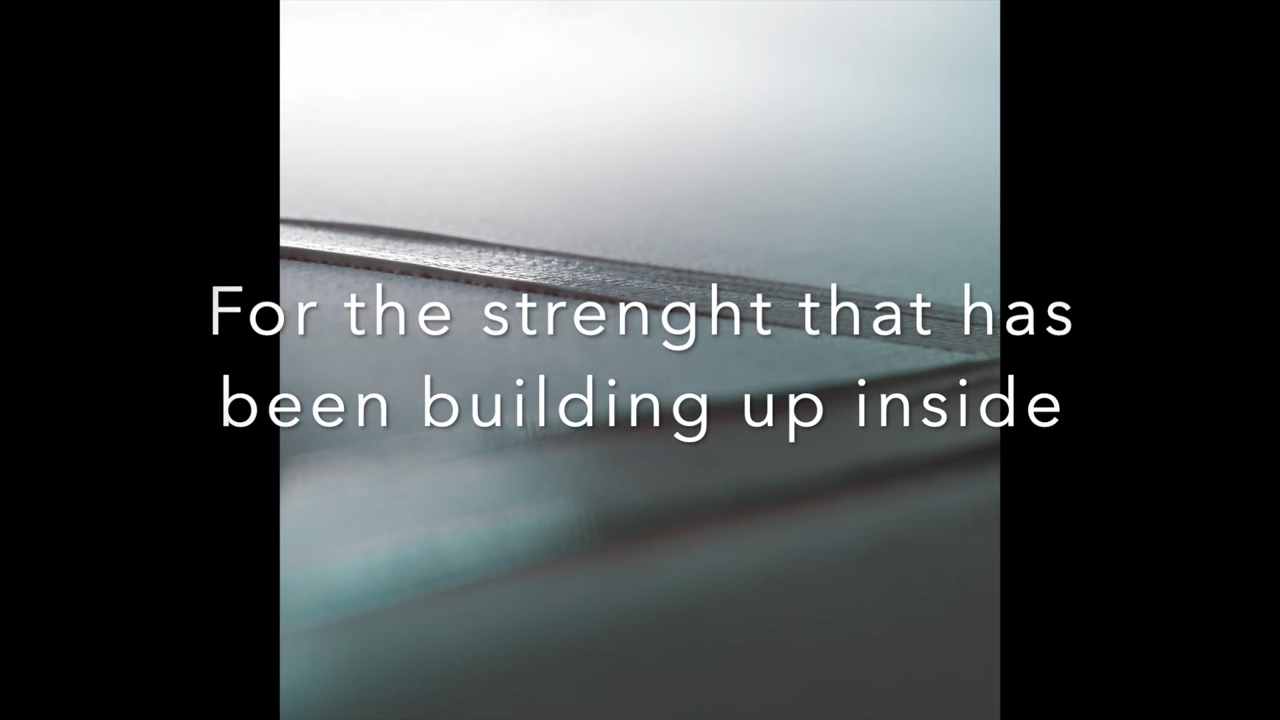 For the strenght that has
been building up inside